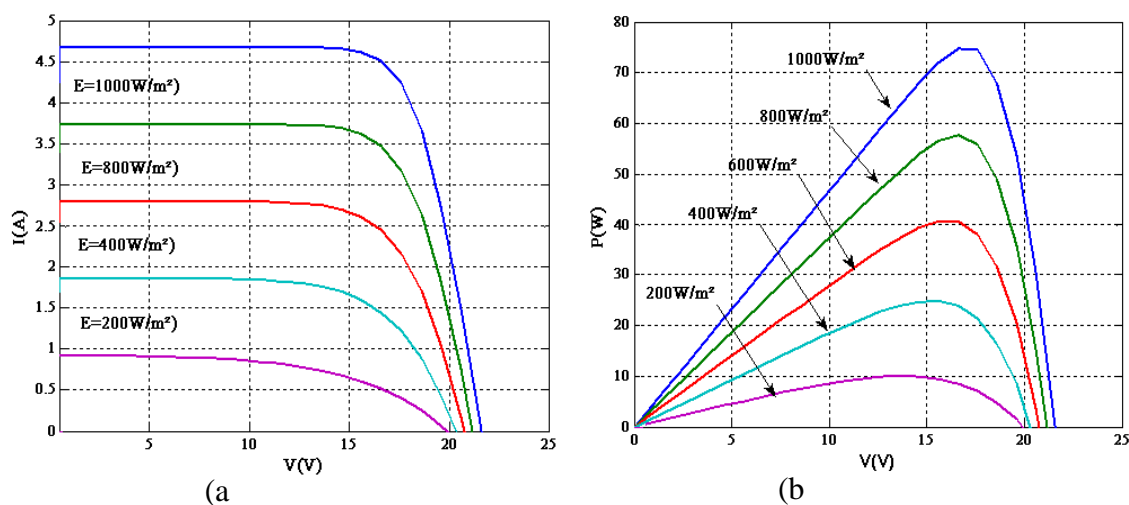 5
4.5
4
3.5
3
2.5
2
1.5
1
0.5
0
I(A)
E=1000W/m²)
E=800W/m²)
E=400W/m²)
E=200W/m²)
5
10
15
20
25
V(V)
(a
80
70
60
50
40
30
20
10
0
P(W)
1000W/m²
800W/m²
600W/m²
400W/m²
200W/m²
0
5
10
15
20
25
V(V)
(b